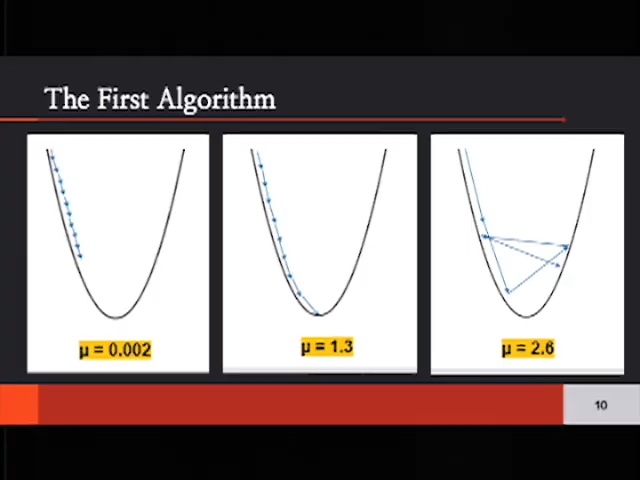 The First Algorithm
μ = 0.002
μ = 1.3
μ = 2.6
10